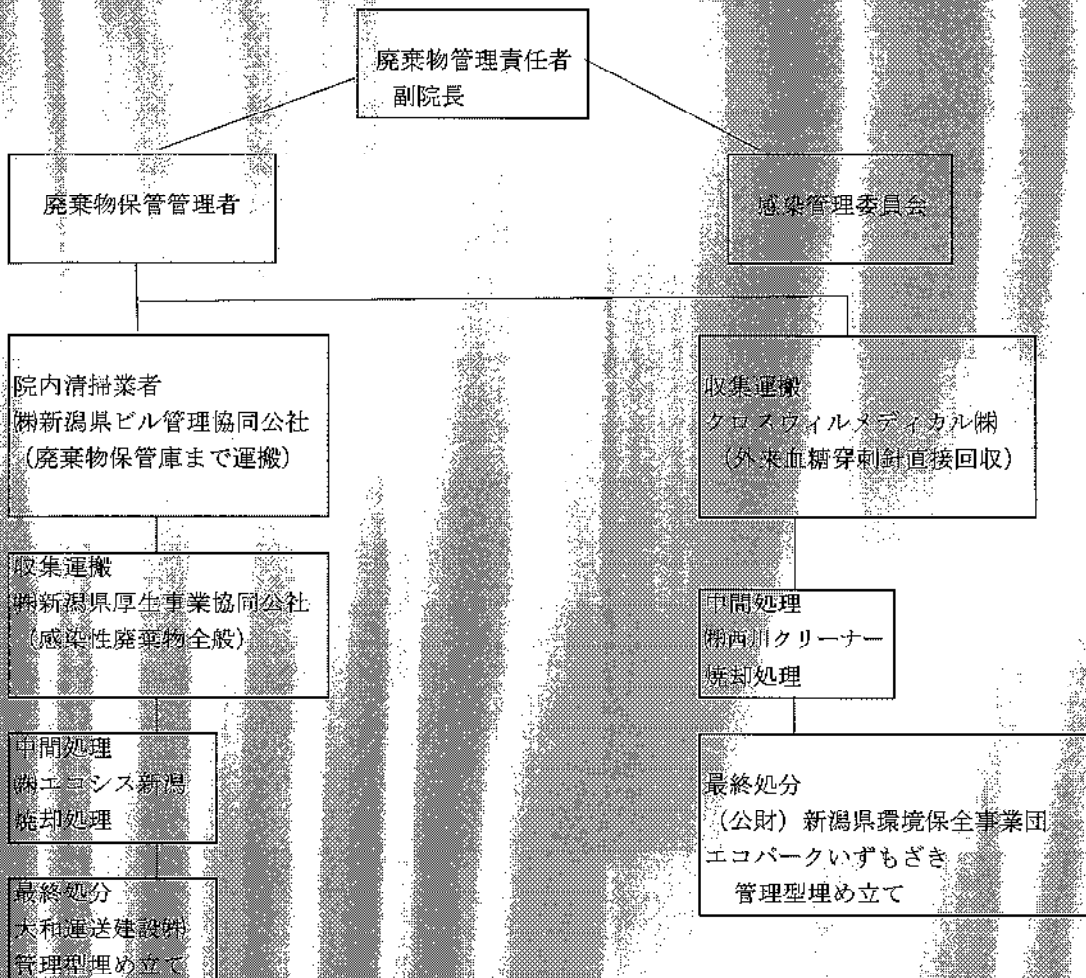 廃棄物管理責任者
副院長
廃棄物保管管理者
感染管理委員会
院内清掃業者
㈱新潟県ビル管理協同公社
(廃棄物保管庫まで運搬)
収集運搬
クロスウィルメディカル㈱
(外来血糖穿刺針直接回収)
収集運搬
㈱新潟県厚生事業協同公社
(感染性廃棄物全般)
中間処理
㈱西川クリーナー
焼却処理
中間処理
㈱エコシス新潟
焼却処理
最終処分
(公財)新潟県環境保全事業団
エコパークいずもざき
管理型埋め立て
最終処分
大和運送建設㈱
管理型埋め立て